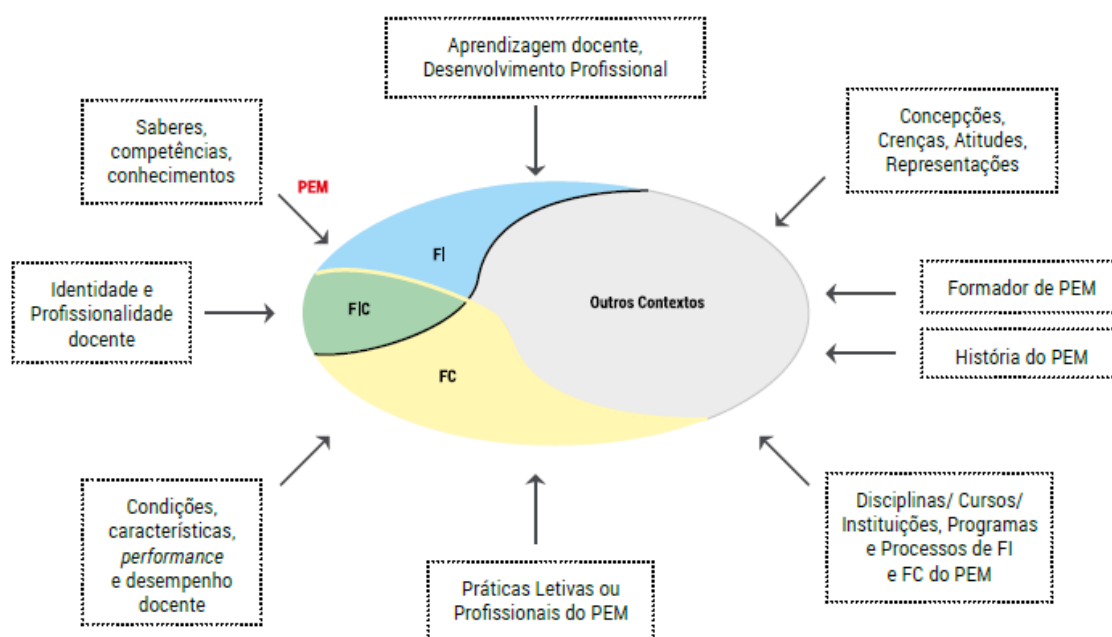 Aprendizagem docente,
Desenvolvimento Profissional
Saberes,
competências,
conhecimentos
Concepções,
Crenças, Atitudes,
Representações
PEM
FI
Identidade e
Profissionalidade
docente
FIC
Outros Contextos
Formador de PEM
História do PEM
FC
Condições,
características,
performance
e desempenho
docente
Práticas Letivas ou
Profissionais do PEM
Disciplinas/ Cursos/
Instituições, Programas
e Processos de FI
e FC do PEM